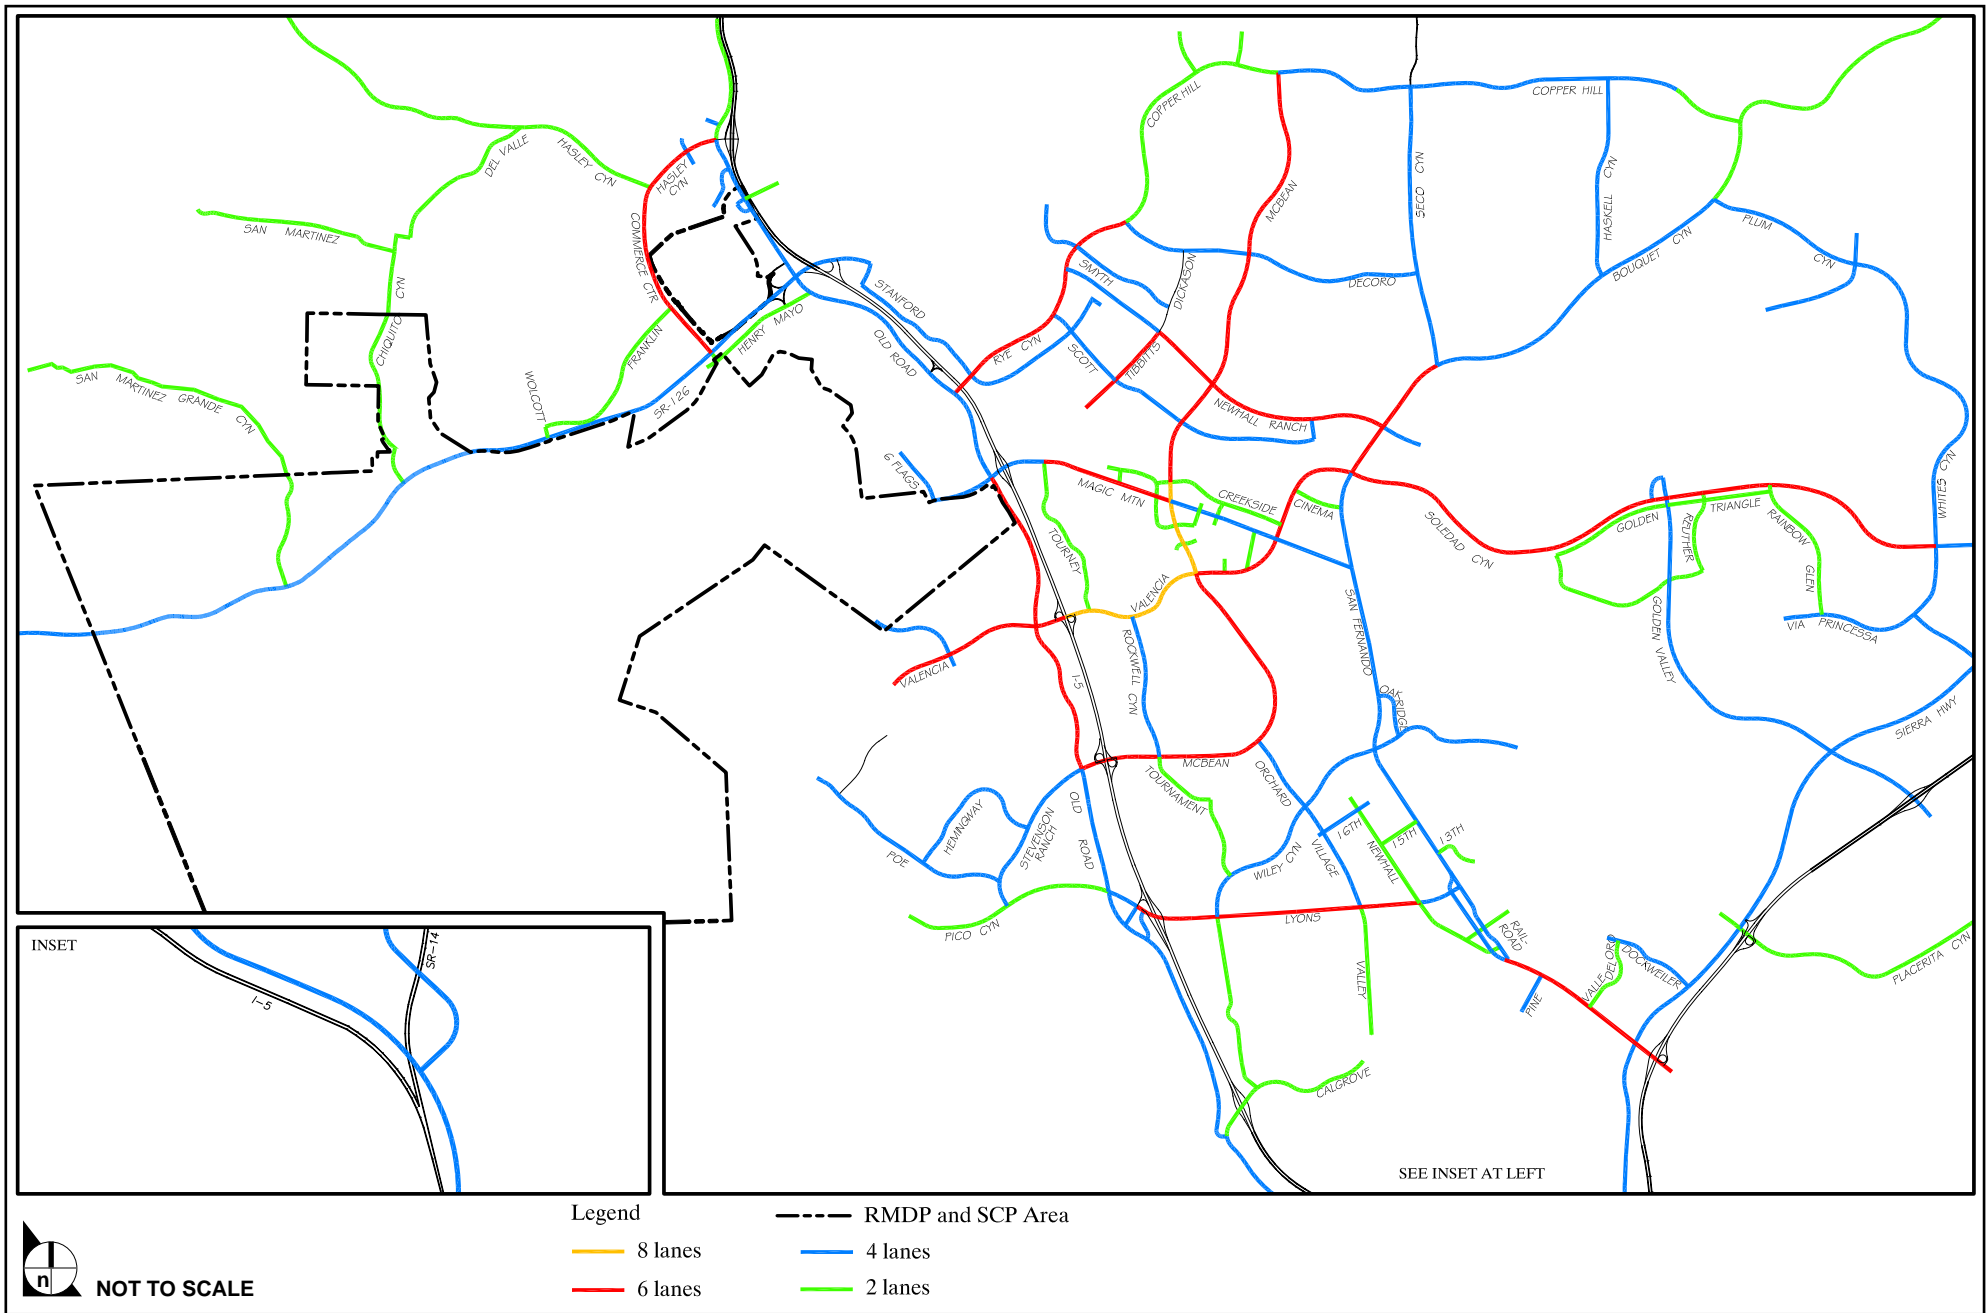 COPPER HILL
COPPER HILL
DEL VALLE
HASLEY CYN
HASLEY
CYN
MCBEAN
SECO CYN
HASKELL CYN
SAN MARTINEZ
COMMERCE CTR
PLUM CYN
BOUQUET CYN
SMYTH
DICKASON
DECORO
CHIQUITO CYN
STANFORD
HENRY MAYO
FRANKLIN
OLD ROAD
RYE CYN
SCOTT
TIBBITTS
SAN MARTINEZ GRANDE CYN
WOLCOTT
SR-126
NEWHALL RANCH
6 FLAGS
MAGIC MTN
CREEKSIDE
CINEMA
SOLEDAD CYN
GOLDEN TRIANGLE
REUTHER
RAINBOW GLEN
WHITES CYN
TOURNEY
VALENCIA
ROCKWELL CYN
SAN FERNANDO
GOLDEN VALLEY
VIA PRINCESSA
VALENCIA
I-5
OAK
RIDGE
SIERRA HWY
MCBEAN
TOURNAMENT
ORCHARD
OLD ROAD
HEMINGWAY
STEVENSON
RANCH
POE
WILEY CYN
16TH
15TH
13TH
VILLAGE
NEWHALL
LYONS
PICO CYN
RAIL-
ROAD
VALLEY
VALLE
DELORO
DOCKWEILER
PLACERITA CYN
PINE
CALGROVE
INSET
SR-14
I-5
SEE INSET AT LEFT
Legend
RMDP and SCP Area
8 lanes
4 lanes
6 lanes
2 lanes
n
NOT TO SCALE